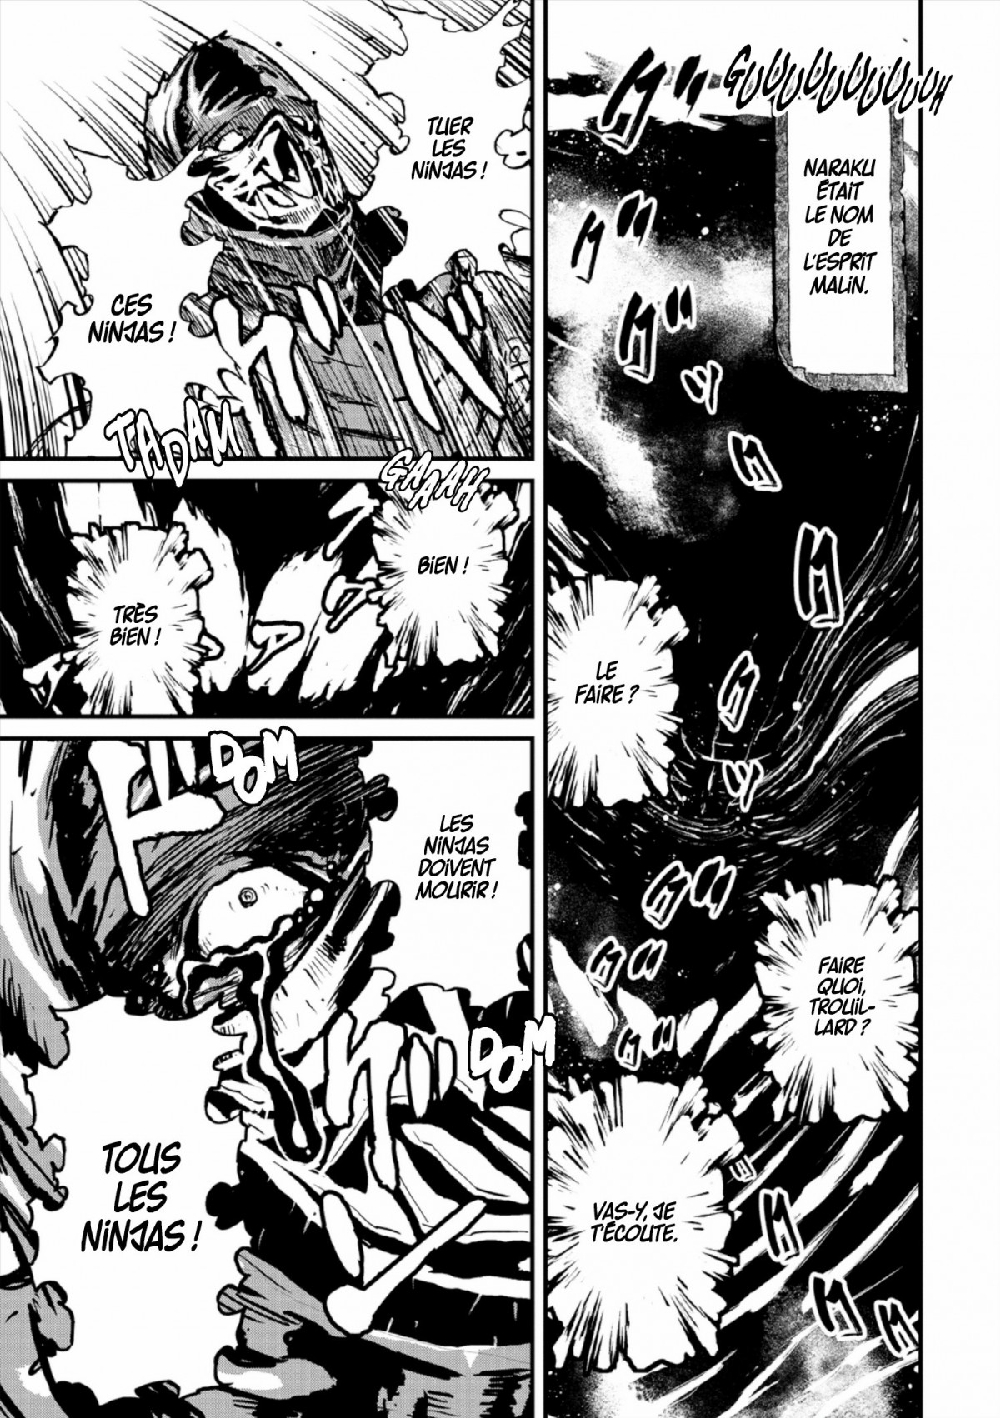 GUUUUUUUUUUH
NARAKU
ÉTAIT
LE NOM
DE
L'ESPRIT
MALIN.
LE
FAIRE ?
FAIRE
QUOI,
TROUIL-
LARD ?
VAS-Y, JE
T'ÉCOUTE.
TUER
LES
NINJAS !
CES
NINJAS !
TADAM
GAAAH
BIEN !
TRÈS
BIEN !
DOM
LES
NINJAS
DOIVENT
MOURIR !
DOM
TOUS
LES
NINJAS !